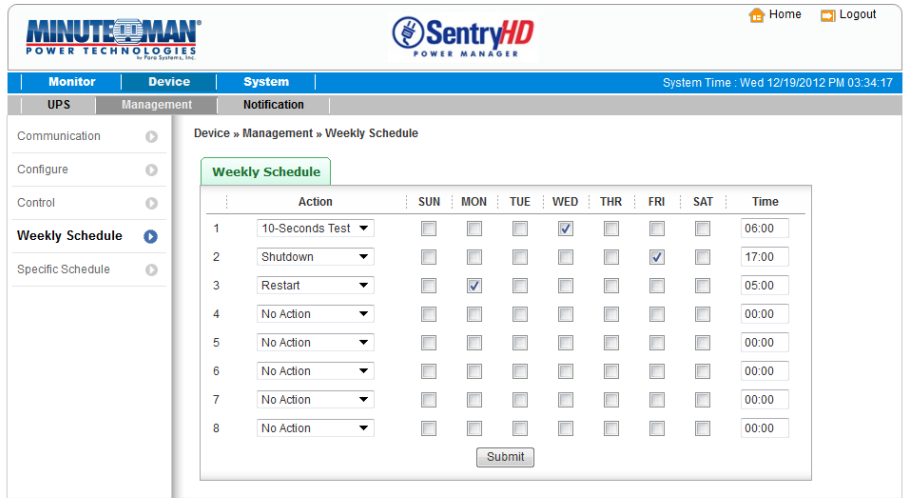 Home Logout
MINUTEMAN®
POWER TECHNOLOGIES
by Para Systems, Inc.
SentryHD
POWER MANAGER
Monitor Device System System Time : Wed 12/19/2012 PM 03:34:17
UPS Management Notification
Communication
Configure
Control
Weekly Schedule
Specific Schedule
Device » Management » Weekly Schedule
Weekly Schedule
Action SUN MON TUE WED THR FRI SAT Time
1 10-Seconds Test 06:00
2 Shutdown 17:00
3 Restart 05:00
4 No Action 00:00
5 No Action 00:00
6 No Action 00:00
7 No Action 00:00
8 No Action 00:00
Submit